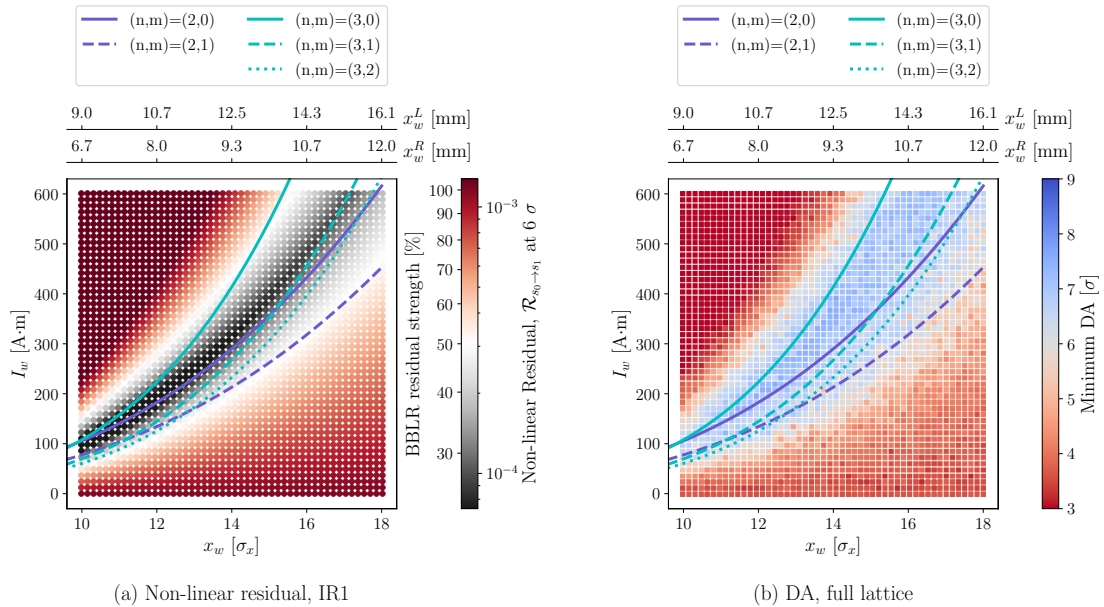 (n,m)=(2,0) (n,m)=(3,0)
(n,m)=(2,1) (n,m)=(3,1)
(n,m)=(3,2)
9.0 10.7 12.5 14.3 16.1 x_w^L [mm]
6.7 8.0 9.3 10.7 12.0 x_w^R [mm]
600
500
400
300
200
100
0
I_w [A·m]
10 12 14 16 18
x_w [σ_x]
100
90
80
70
60
50
40
30
BBLR residual strength [%]
10^{-3}
10^{-4}
Non-linear Residual, R_{s_0→s_1} at 6 σ
(a) Non-linear residual, IR1
(n,m)=(2,0) (n,m)=(3,0)
(n,m)=(2,1) (n,m)=(3,1)
(n,m)=(3,2)
9.0 10.7 12.5 14.3 16.1 x_w^L [mm]
6.7 8.0 9.3 10.7 12.0 x_w^R [mm]
600
500
400
300
200
100
0
I_w [A·m]
10 12 14 16 18
x_w [σ_x]
9
8
7
6
5
4
3
Minimum DA [σ]
(b) DA, full lattice